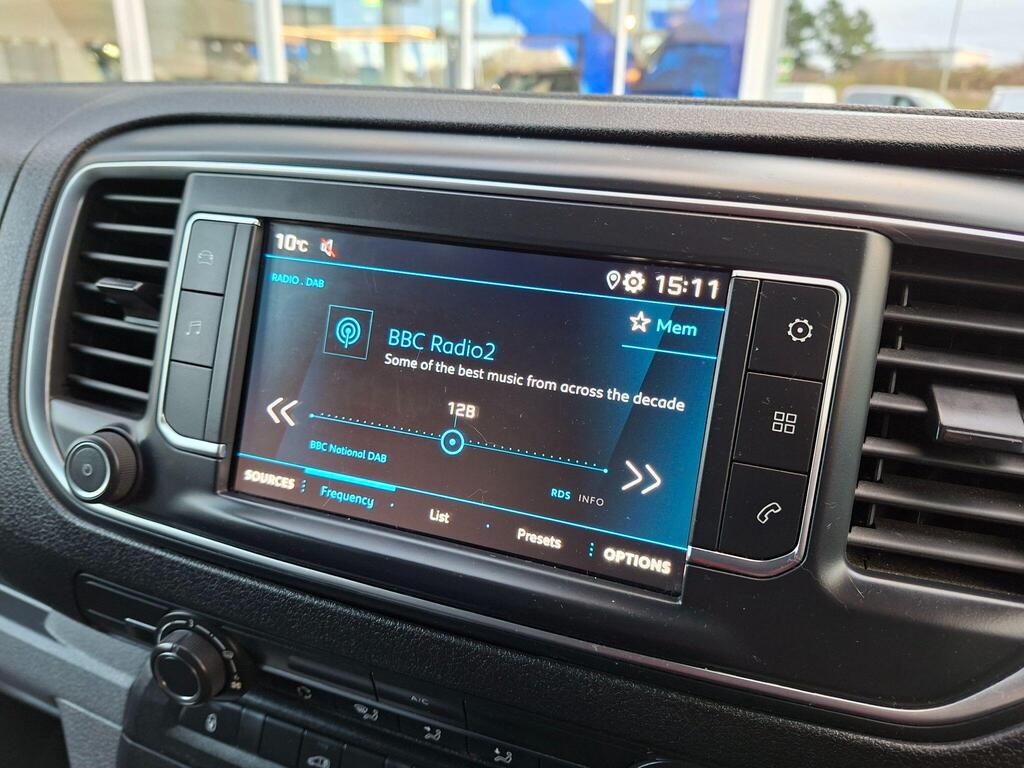 10°C
15:11
RADIO . DAB
Mem
BBC Radio2
Some of the best music from across the decade
12B
BBC National DAB
RDS INFO
SOURCES Frequency List Presets OPTIONS
A/C